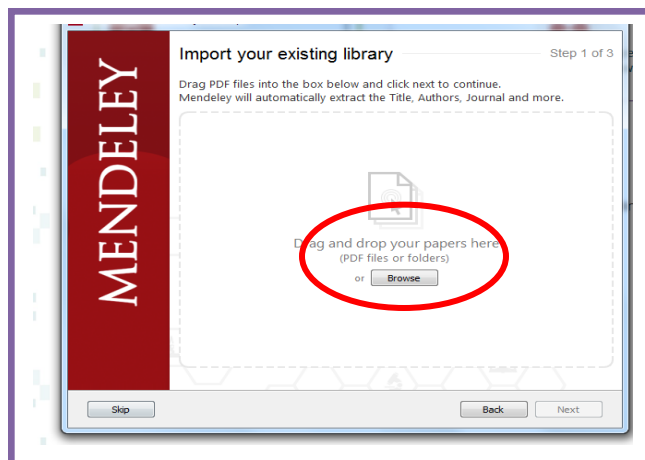 MENDELEY
Import your existing library
Step 1 of 3
Drag PDF files into the box below and click next to continue.
Mendeley will automatically extract the Title, Authors, Journal and more.
Drag and drop your papers here
(PDF files or folders)
or Browse
Skip
Back
Next